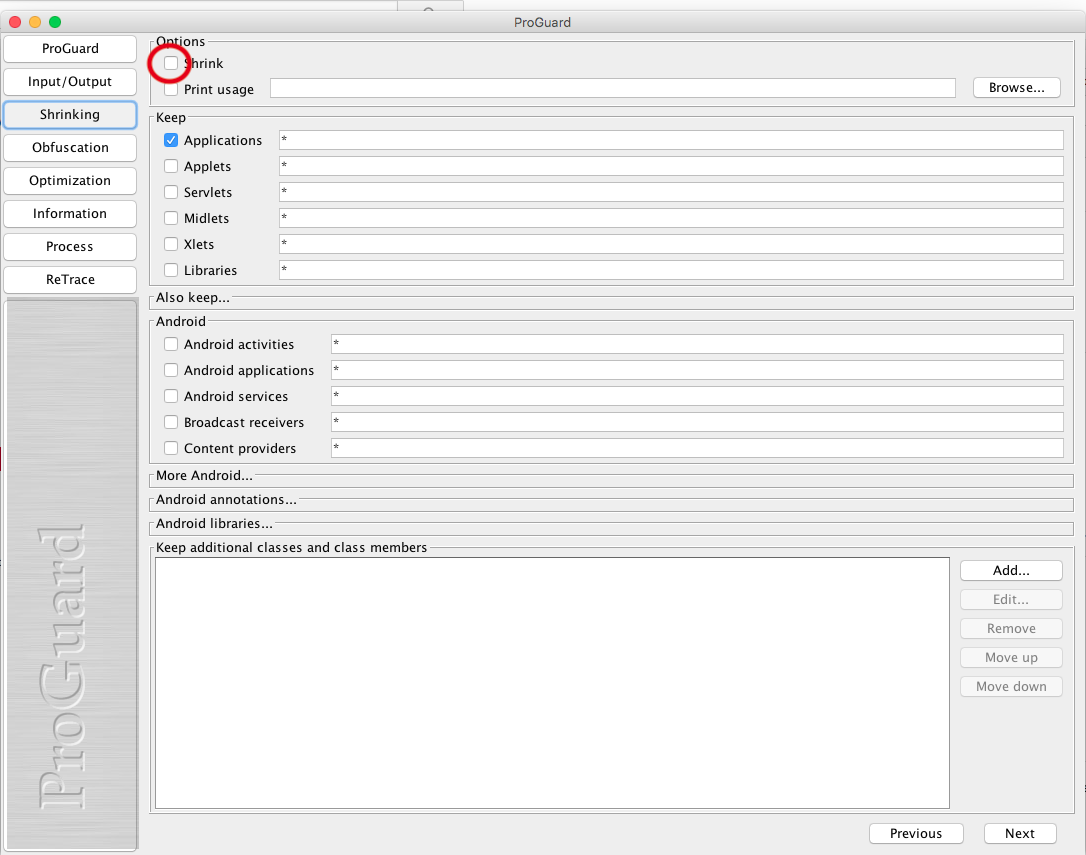 ProGuard
ProGuard
Input/Output
Shrinking
Obfuscation
Optimization
Information
Process
ReTrace
ProGuard
Options
Shrink
Print usage
Browse...
Keep
Applications *
Applets *
Servlets *
Midlets *
Xlets *
Libraries *
Also keep...
Android
Android activities *
Android applications *
Android services *
Broadcast receivers *
Content providers *
More Android...
Android annotations...
Android libraries...
Keep additional classes and class members
Add...
Edit...
Remove
Move up
Move down
Previous
Next